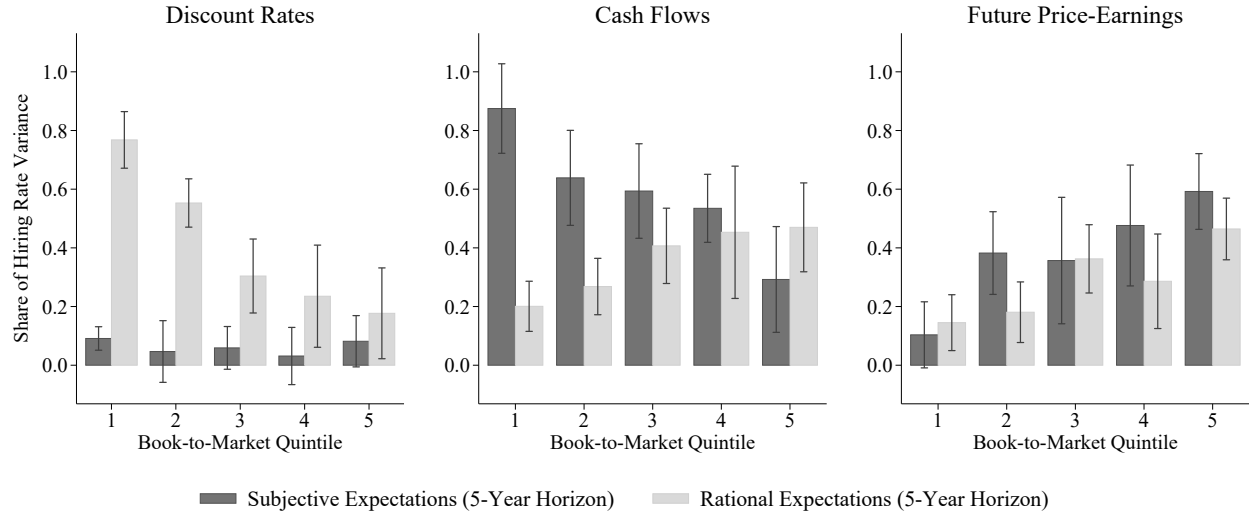 Discount Rates
Cash Flows
Future Price-Earnings
Share of Hiring Rate Variance
1.0
0.8
0.6
0.4
0.2
0.0
1 2 3 4 5
Book-to-Market Quintile
1.0
0.8
0.6
0.4
0.2
0.0
1 2 3 4 5
Book-to-Market Quintile
1.0
0.8
0.6
0.4
0.2
0.0
1 2 3 4 5
Book-to-Market Quintile
Subjective Expectations (5-Year Horizon)
Rational Expectations (5-Year Horizon)